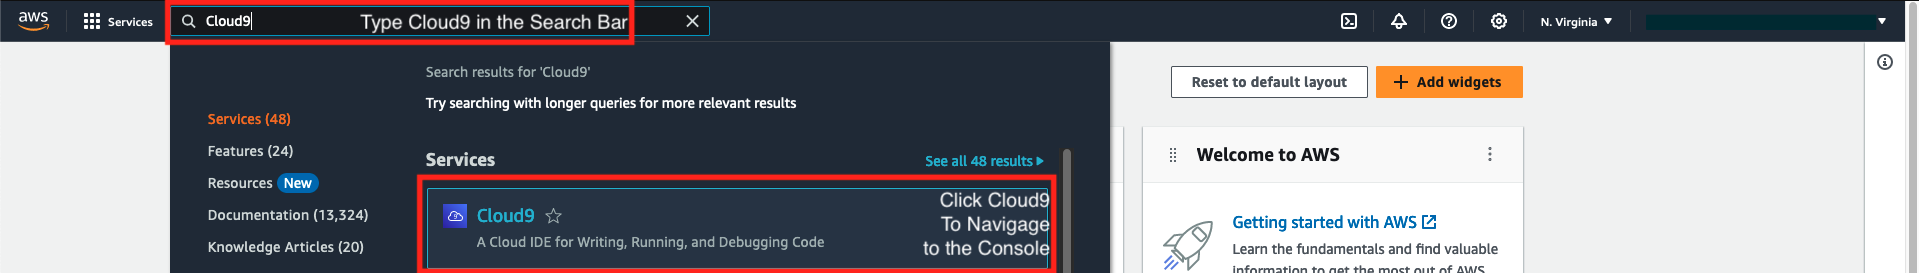 aws
Services
Cloud9
Type Cloud9 in the Search Bar
N. Virginia
Search results for 'Cloud9'
Try searching with longer queries for more relevant results
Reset to default layout
Add widgets
Services (48)
Features (24)
Resources New
Documentation (13,324)
Knowledge Articles (20)
Services
See all 48 results
Cloud9
A Cloud IDE for Writing, Running, and Debugging Code
Click Cloud9
To Navigage
to the Console
Welcome to AWS
Getting started with AWS
Learn the fundamentals and find valuable
information to get the most out of AWS.